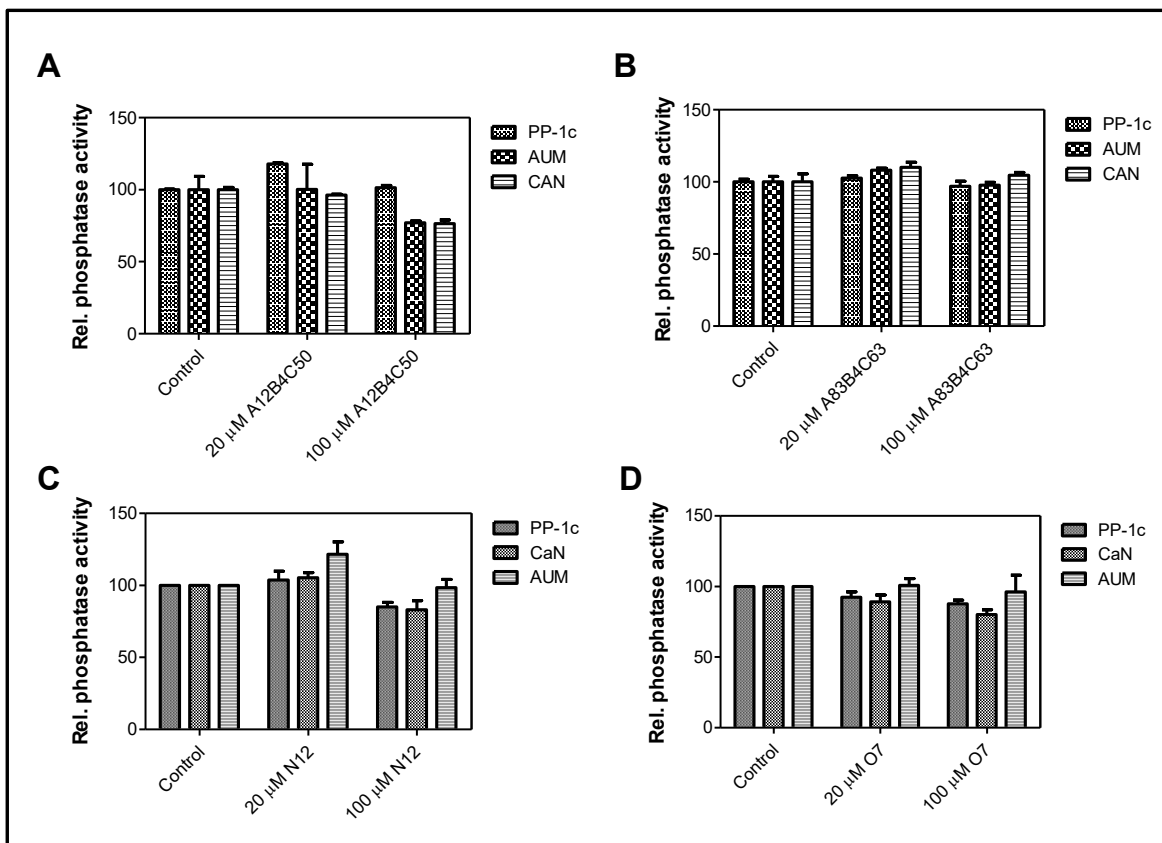 A
Rel. phosphatase activity
150
100
50
0
Control
20 μM A12B4C50
100 μM A12B4C50
PP-1c
AUM
CAN
B
Rel. phosphatase activity
150
100
50
0
Control
20 μM A83B4C63
100 μM A83B4C63
PP-1c
AUM
CAN
C
Rel. phosphatase activity
150
100
50
0
Control
20 μM N12
100 μM N12
PP-1c
CaN
AUM
D
Rel. phosphatase activity
150
100
50
0
Control
20 μM O7
100 μM O7
PP-1c
CaN
AUM